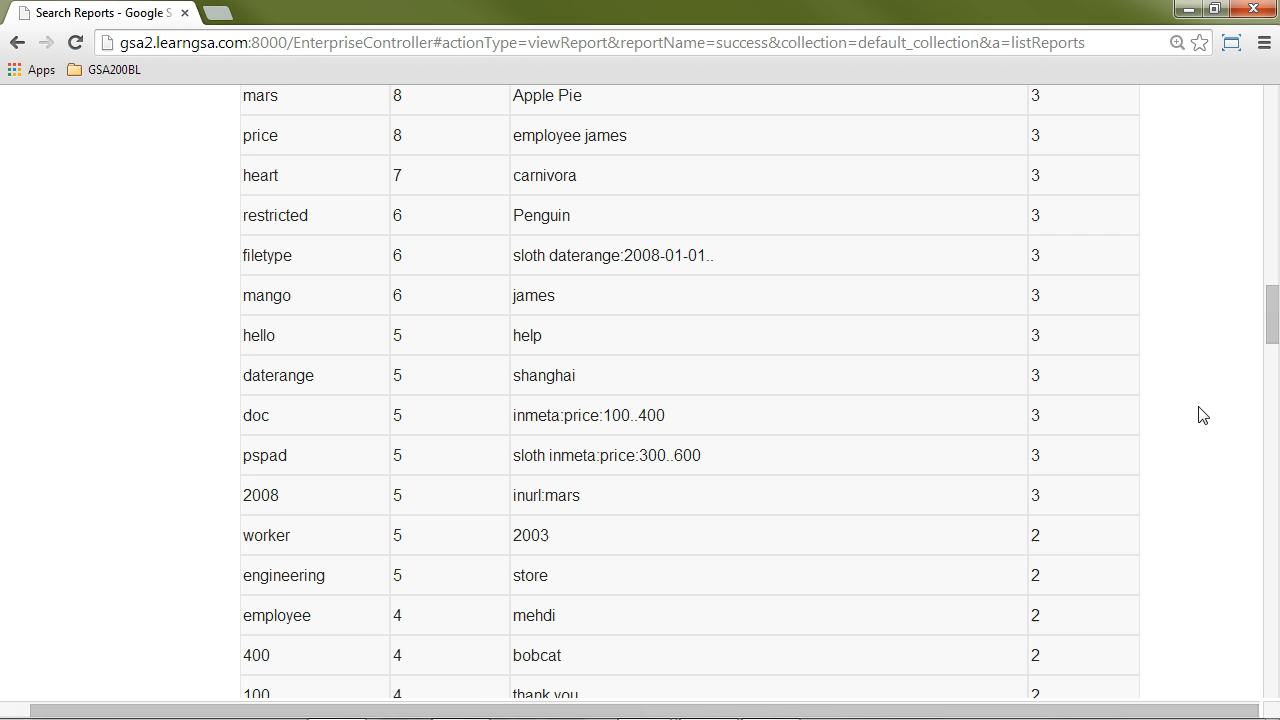 Search Reports - Google S
gsa2.learngsa.com:8000/EnterpriseController#actionType=viewReport&reportName=success&collection=default_collection&a=listReports
Apps GSA200BL
mars 8 Apple Pie 3
price 8 employee james 3
heart 7 carnivora 3
restricted 6 Penguin 3
filetype 6 sloth daterange:2008-01-01.. 3
mango 6 james 3
hello 5 help 3
daterange 5 shanghai 3
doc 5 inmeta:price:100..400 3
pspad 5 sloth inmeta:price:300..600 3
2008 5 inurl:mars 3
worker 5 2003 2
engineering 5 store 2
employee 4 mehdi 2
400 4 bobcat 2
100 4 thank you 2